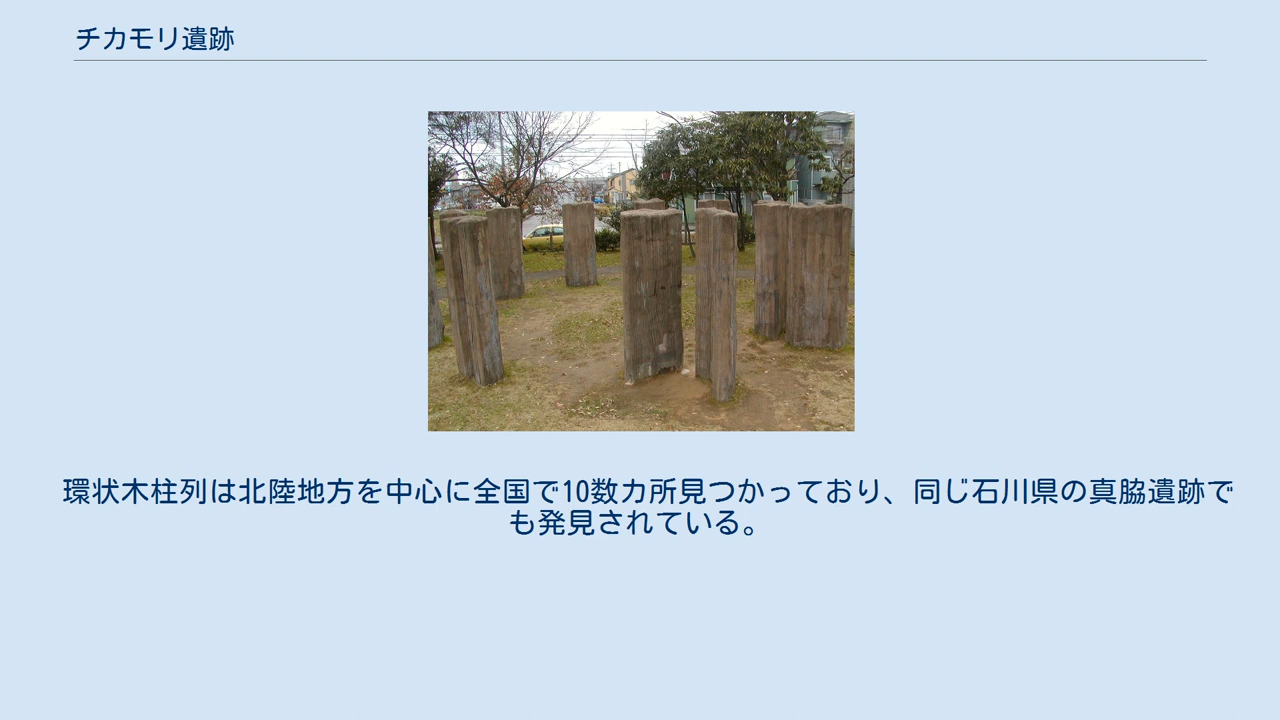 チカモリ遺跡
環状木柱列は北陸地方を中心に全国で10数カ所見つかっており、同じ石川県の真脇遺跡で
も発見されている。